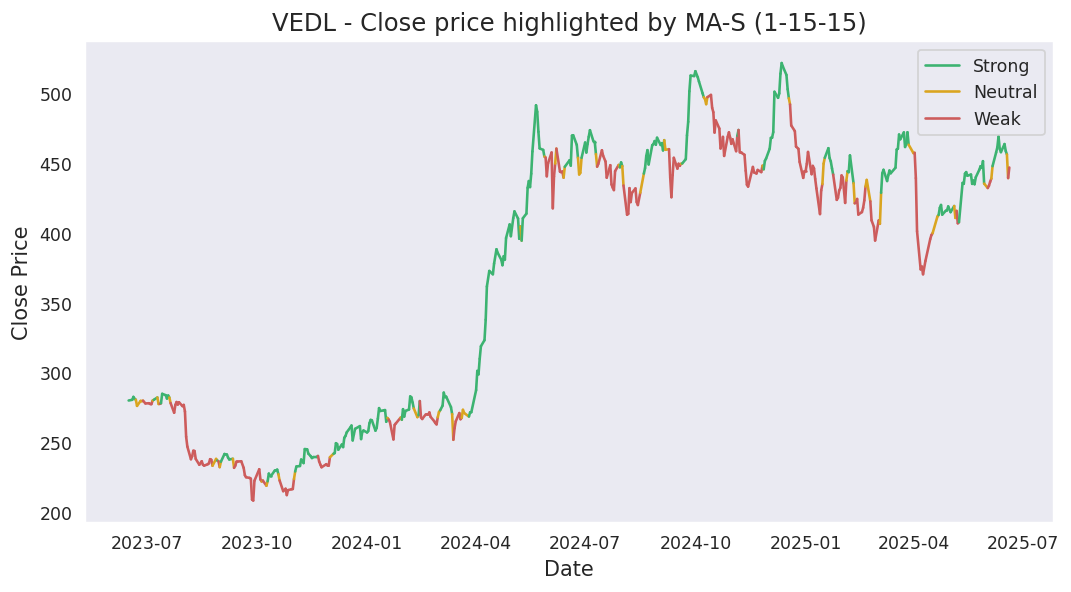 VEDL - Close price highlighted by MA-S (1-15-15)
Strong
Neutral
Weak
Close Price
500
450
400
350
300
250
200
2023-07 2023-10 2024-01 2024-04 2024-07 2024-10 2025-01 2025-04 2025-07
Date